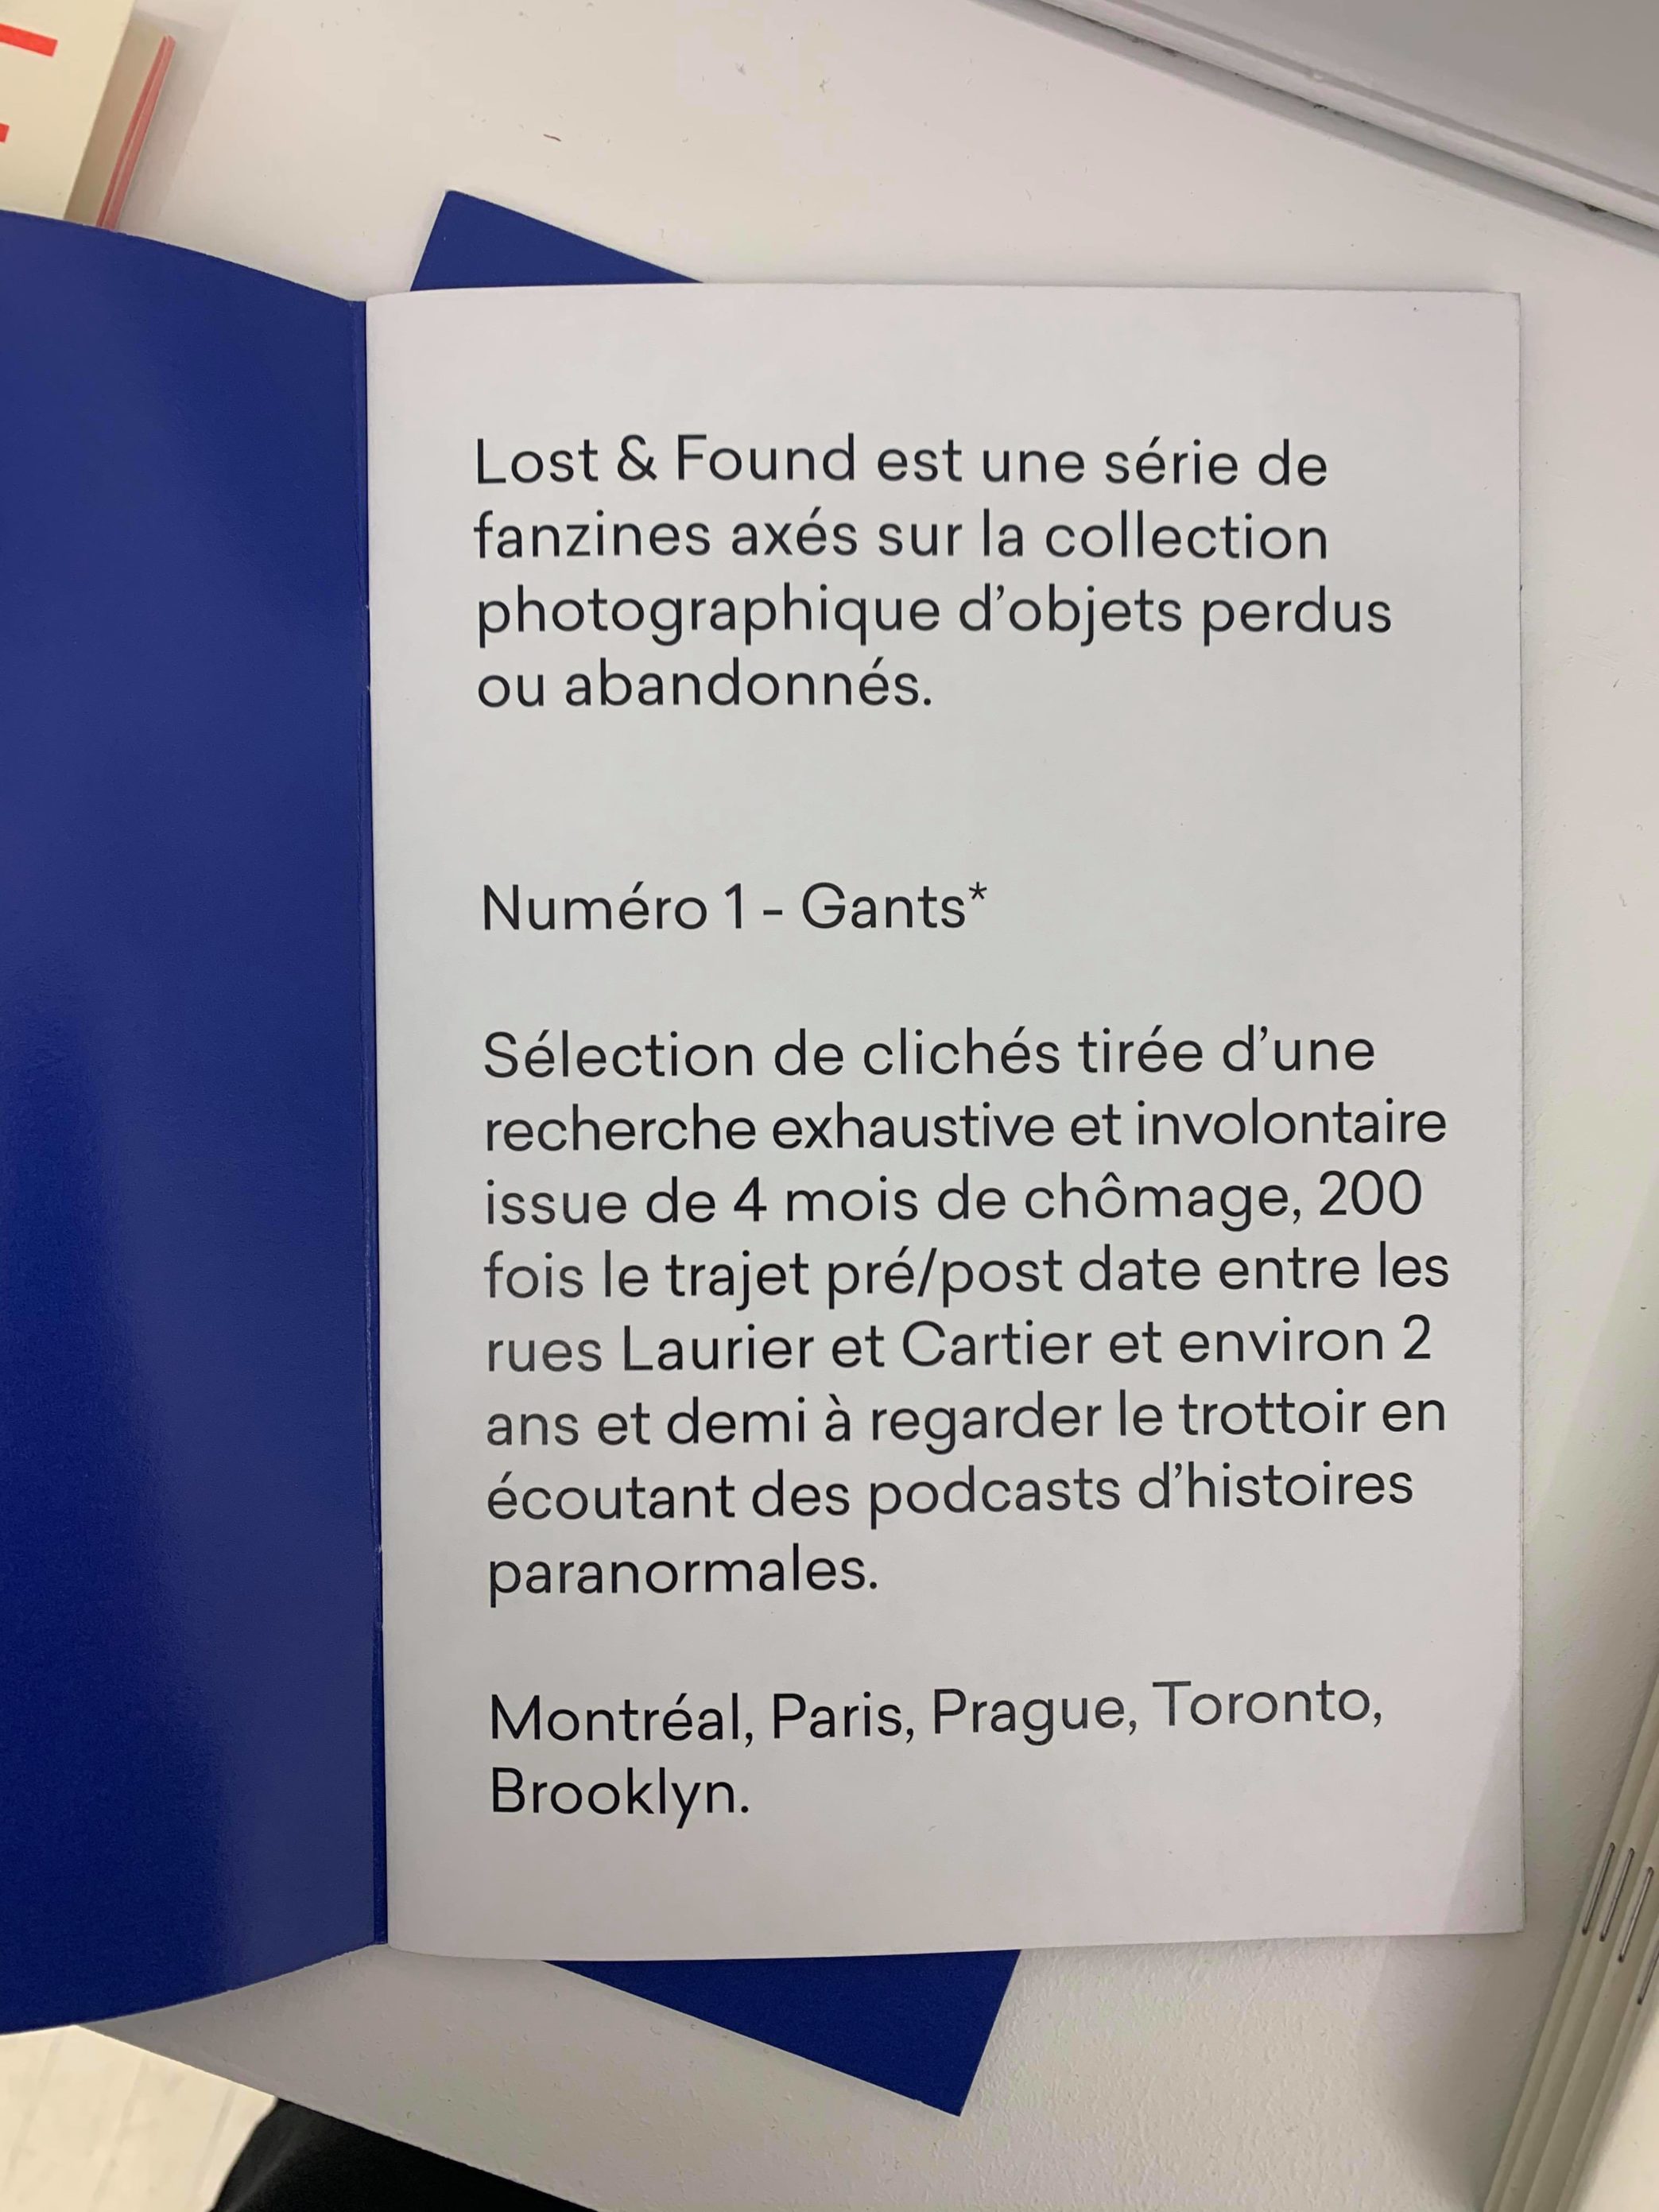 Lost & Found est une série de
fanzines axés sur la collection
photographique d’objets perdus
ou abandonnés.
Numéro 1 - Gants*
Sélection de clichés tirée d’une
recherche exhaustive et involontaire
issue de 4 mois de chômage, 200
fois le trajet pré/post date entre les
rues Laurier et Cartier et environ 2
ans et demi à regarder le trottoir en
écoutant des podcasts d’histoires
paranormales.
Montréal, Paris, Prague, Toronto,
Brooklyn.